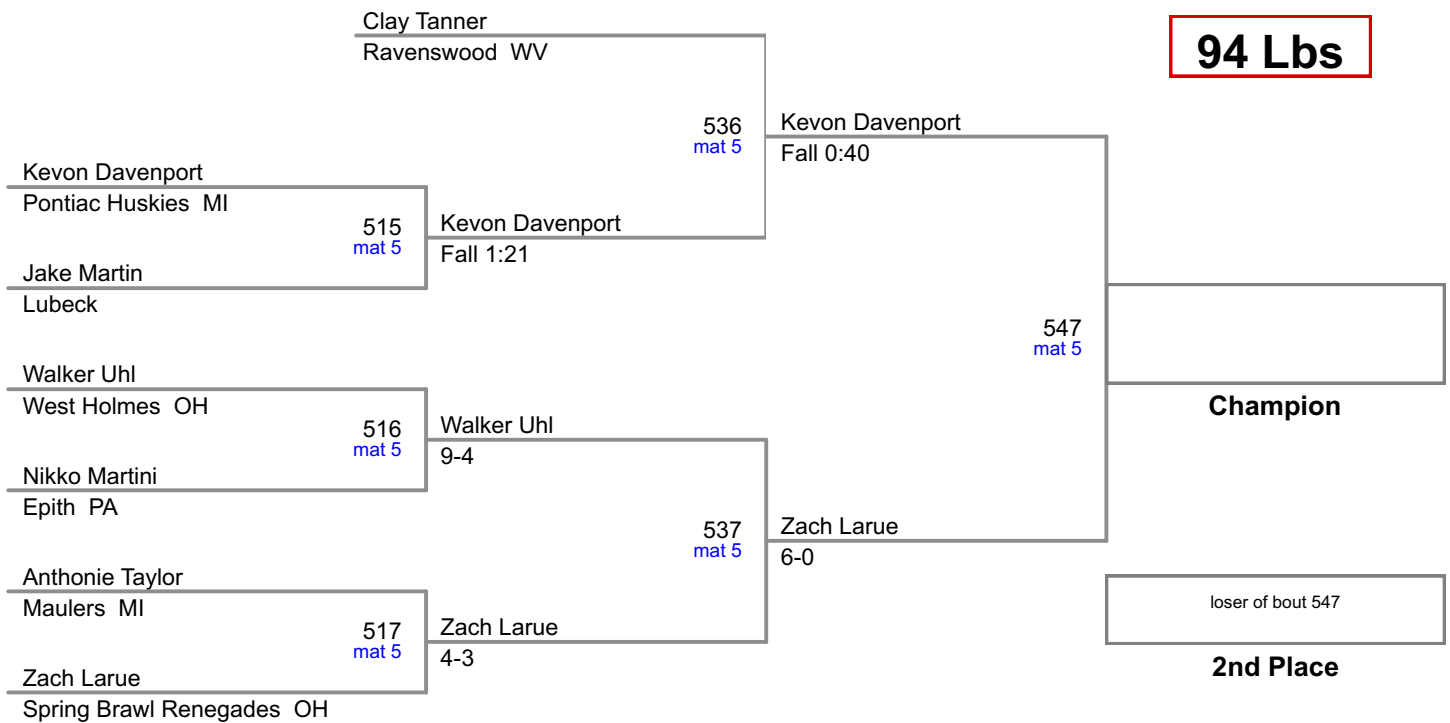 Clay Tanner
Ravenswood WV
94 Lbs
536
mat 5
Kevon Davenport
Fall 0:40
Kevon Davenport
Pontiac Huskies MI
515
mat 5
Kevon Davenport
Fall 1:21
Jake Martin
Lubeck
547
mat 5
Walker Uhl
West Holmes OH
Champion
516
mat 5
Walker Uhl
9-4
Nikko Martini
Epith PA
537
mat 5
Zach Larue
6-0
Anthonie Taylor
Maulers MI
loser of bout 547
517
mat 5
Zach Larue
4-3
2nd Place
Zach Larue
Spring Brawl Renegades OH